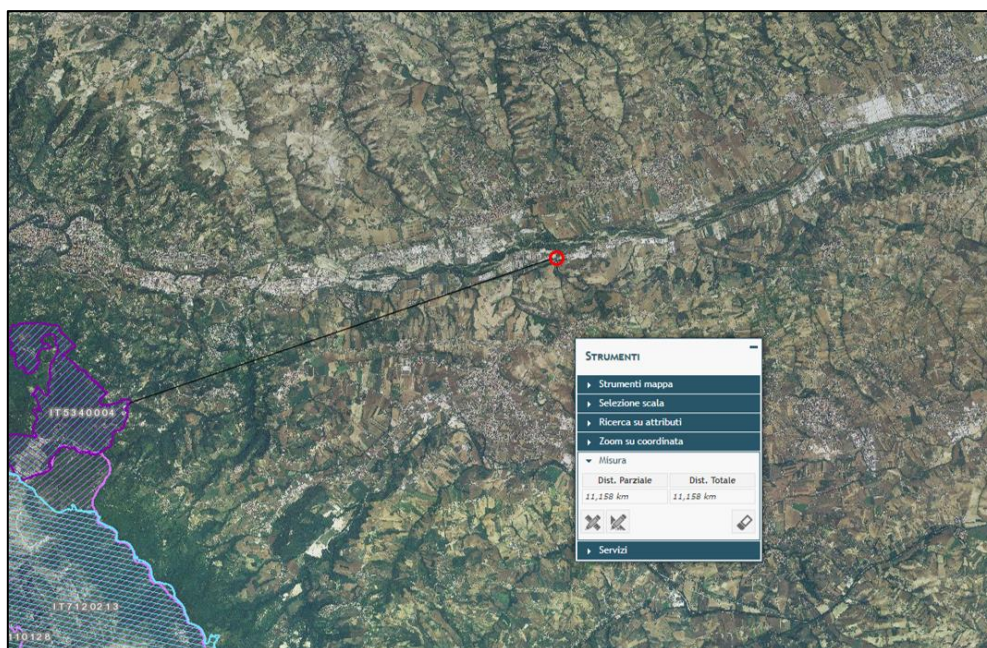 STRUMENTI
Strumenti mappa
Selezione scala
Ricerca su attributi
Zoom su coordinata
Misura
Dist. Parziale Dist. Totale
11,158 km 11,158 km
Servizi
IT5340004
IT7120213
110128